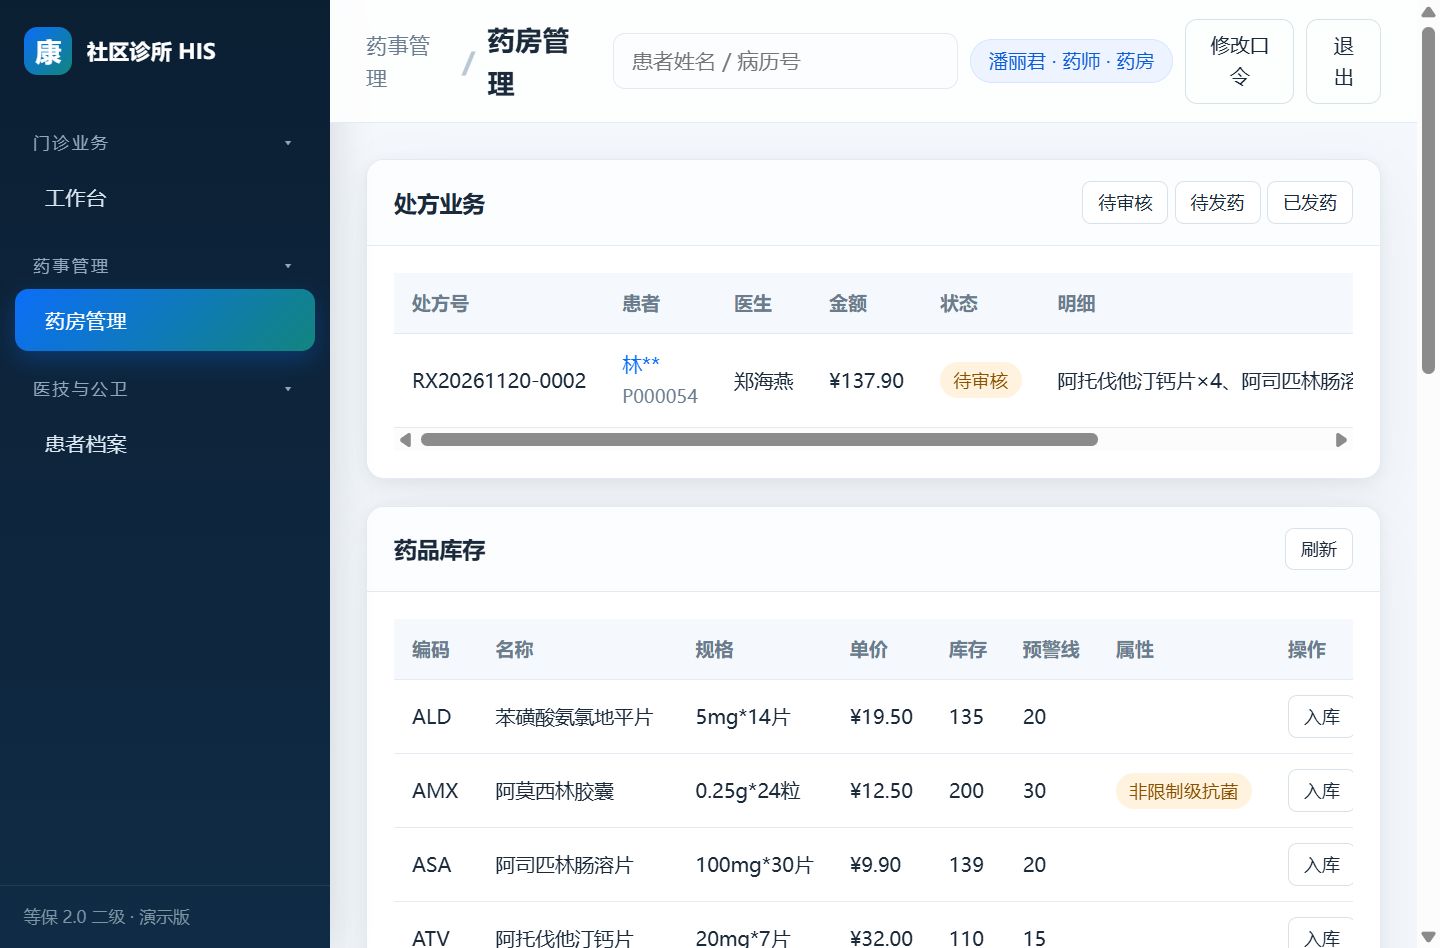 康 社区诊所 HIS
门诊业务
工作台
药事管理
药房管理
医技与公卫
患者档案
等保 2.0 二级 · 演示版
药事管
理
/
药房管
理
患者姓名 / 病历号
潘丽君 · 药师 · 药房
修改口
令
退
出
处方业务
待审核 待发药 已发药
处方号 患者 医生 金额 状态 明细
RX20261120-0002 林** P000054 郑海燕 ¥137.90 待审核 阿托伐他汀钙片×4、阿司匹林肠溶
药品库存
刷新
编码 名称 规格 单价 库存 预警线 属性 操作
ALD 苯磺酸氨氯地平片 5mg*14片 ¥19.50 135 20 入库
AMX 阿莫西林胶囊 0.25g*24粒 ¥12.50 200 30 非限制级抗菌 入库
ASA 阿司匹林肠溶片 100mg*30片 ¥9.90 139 20 入库
ATV 阿托伐他汀钙片 20mg*7片 ¥32.00 110 15 入库